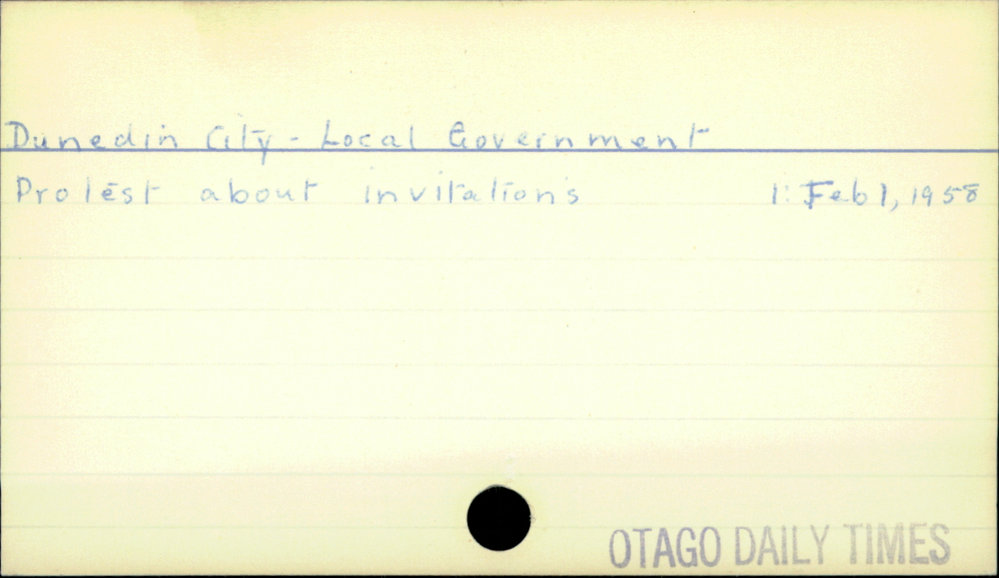 Dunedin City - Local Government
Protest about invitations 1: Feb 1, 1958
OTAGO DAILY TIMES